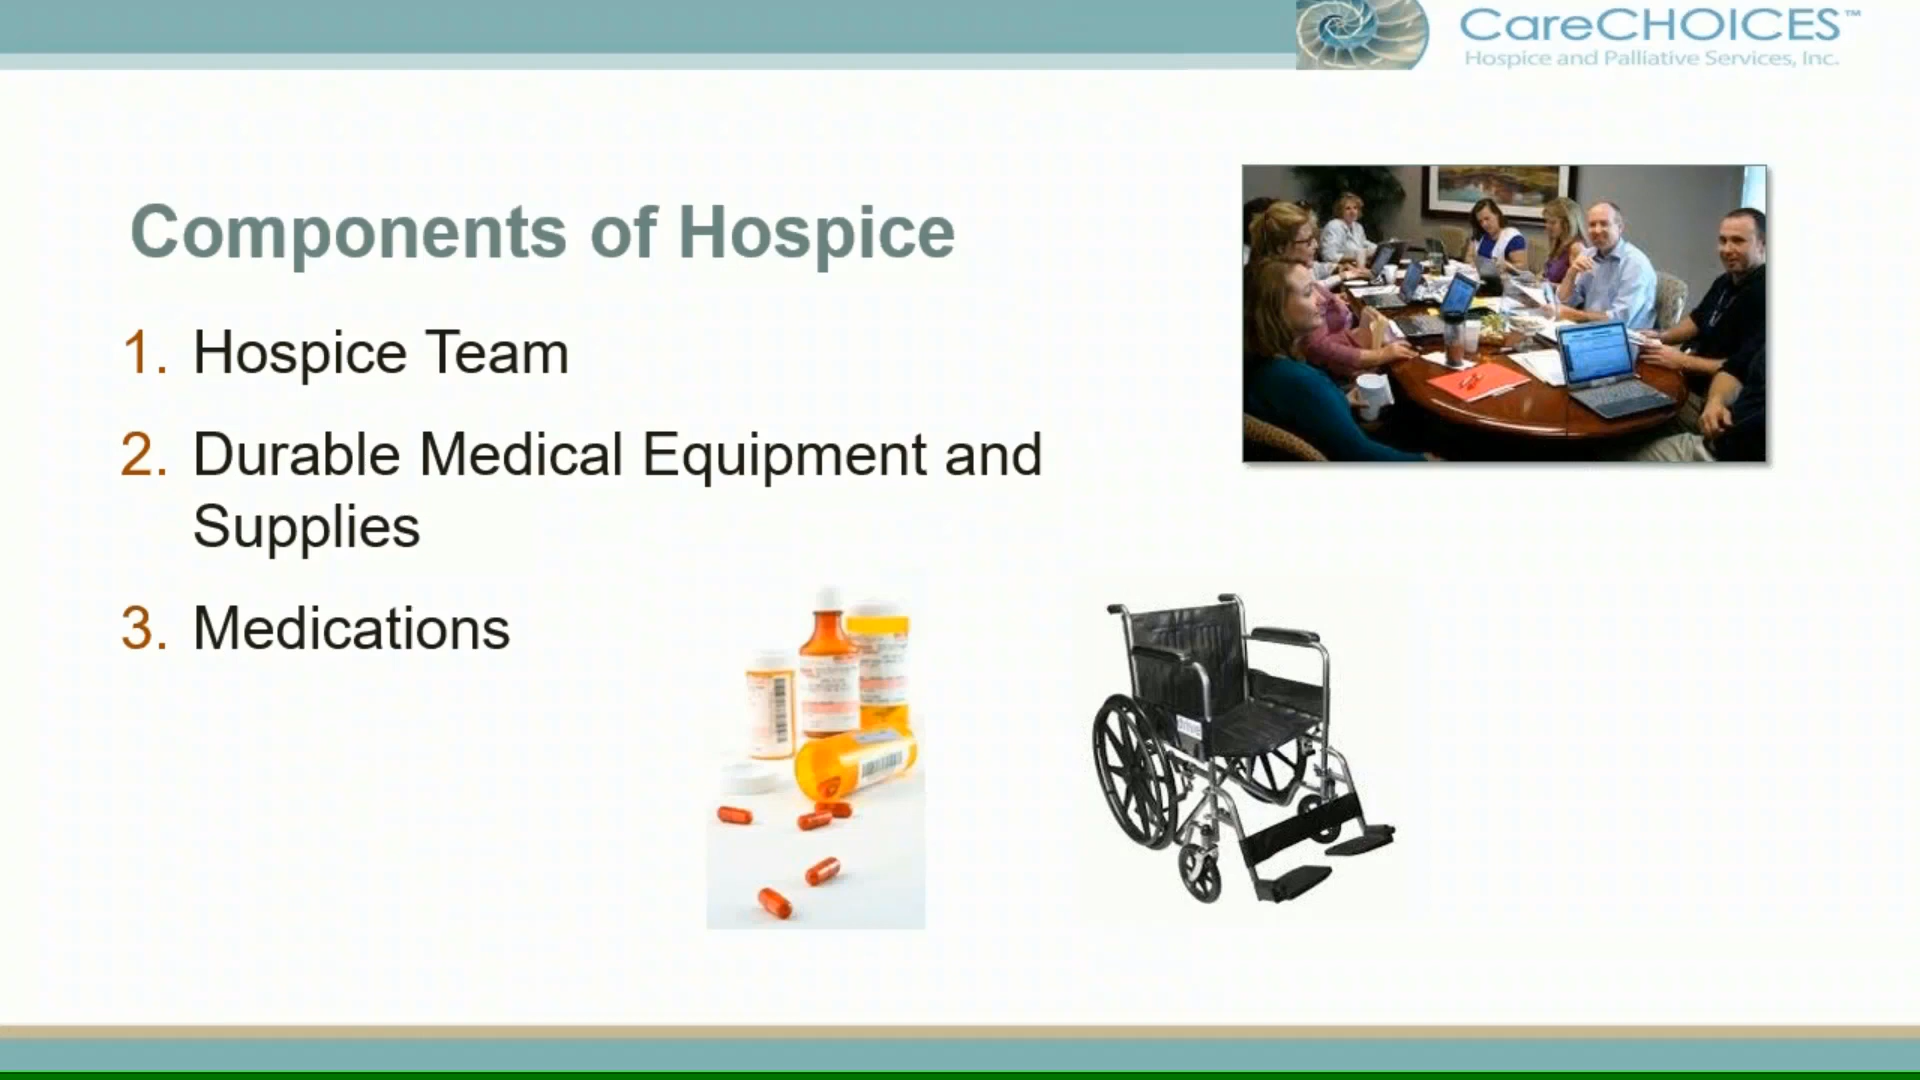 CareCHOICES™
Hospice and Palliative Services, Inc.
Components of Hospice
1. Hospice Team
2. Durable Medical Equipment and
Supplies
3. Medications